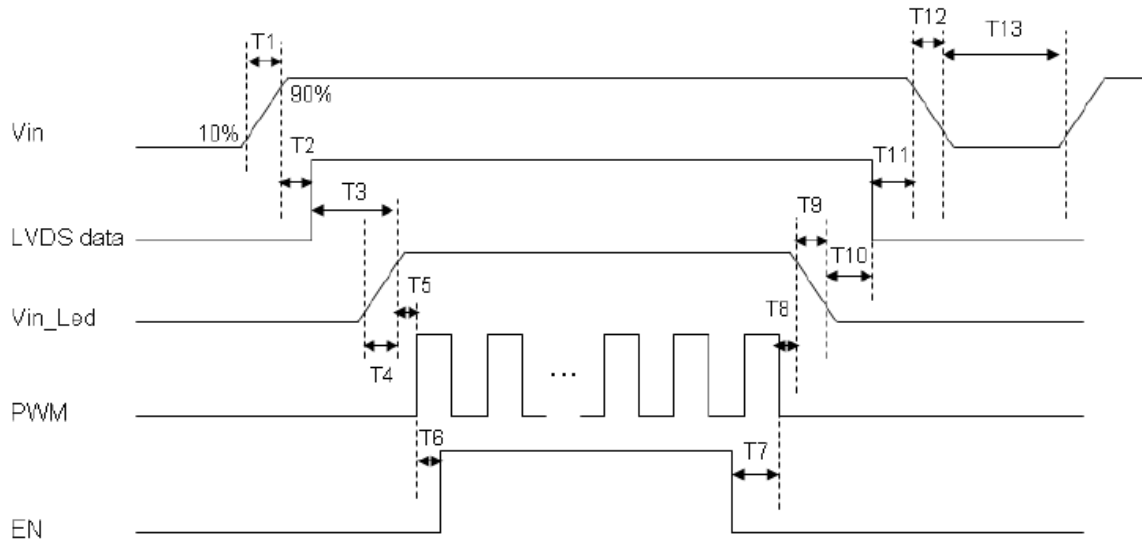 T1
T12
T13
90%
Vin
10%
T2
T11
T3
T9
LVDS data
T10
T5
T8
Vin_Led
T4
...
PWM
T6
T7
EN